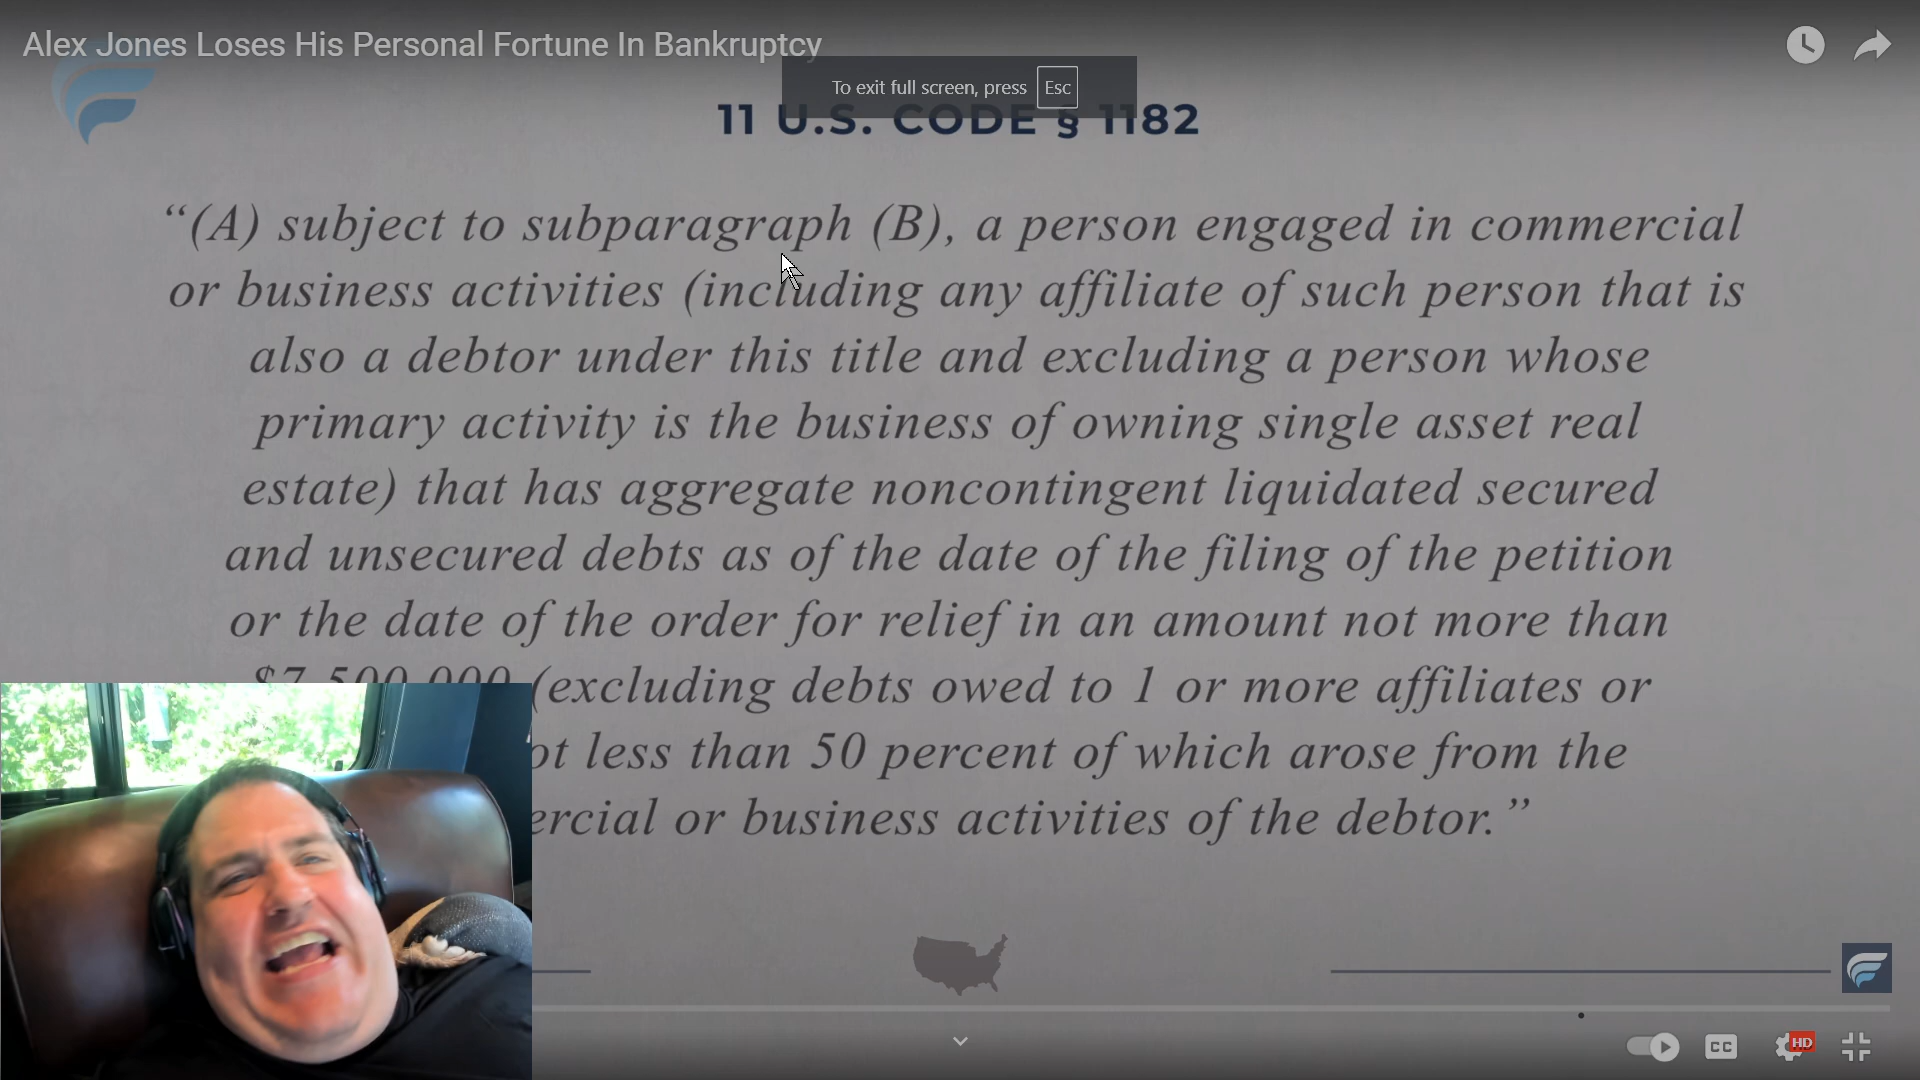 Alex Jones Loses His Personal Fortune In Bankruptcy
To exit full screen, press Esc
11 U.S. CODE § 1182
“(A) subject to subparagraph (B), a person engaged in commercial
or business activities (including any affiliate of such person that is
also a debtor under this title and excluding a person whose
primary activity is the business of owning single asset real
estate) that has aggregate noncontingent liquidated secured
and unsecured debts as of the date of the filing of the petition
or the date of the order for relief in an amount not more than
$7,500,000 (excluding debts owed to 1 or more affiliates or
less than 50 percent of which arose from the
or business activities of the debtor.”
CC
HD